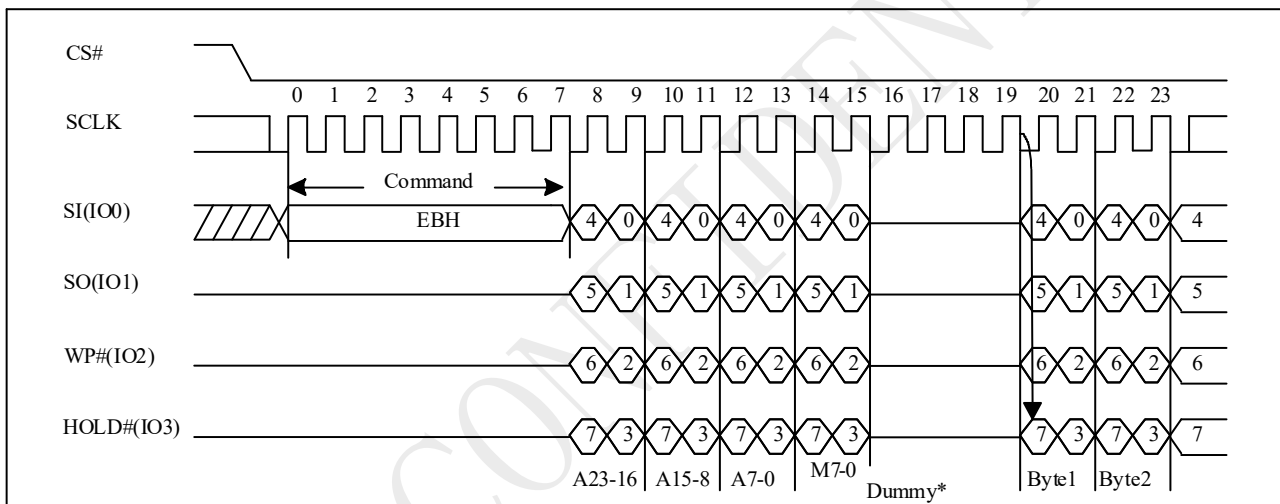 CS#
0 1 2 3 4 5 6 7 8 9 10 11 12 13 14 15 16 17 18 19 20 21 22 23
SCLK
Command
SI(IO0) EBH 4 0 4 0 4 0 4 0 4 0 4 0 4
SO(IO1) 5 1 5 1 5 1 5 1 5 1 5 1 5
WP#(IO2) 6 2 6 2 6 2 6 2 6 2 6 2 6
HOLD#(IO3) 7 3 7 3 7 3 7 3 7 3 7 3 7
A23-16 A15-8 A7-0 M7-0 Byte1 Byte2
Dummy*